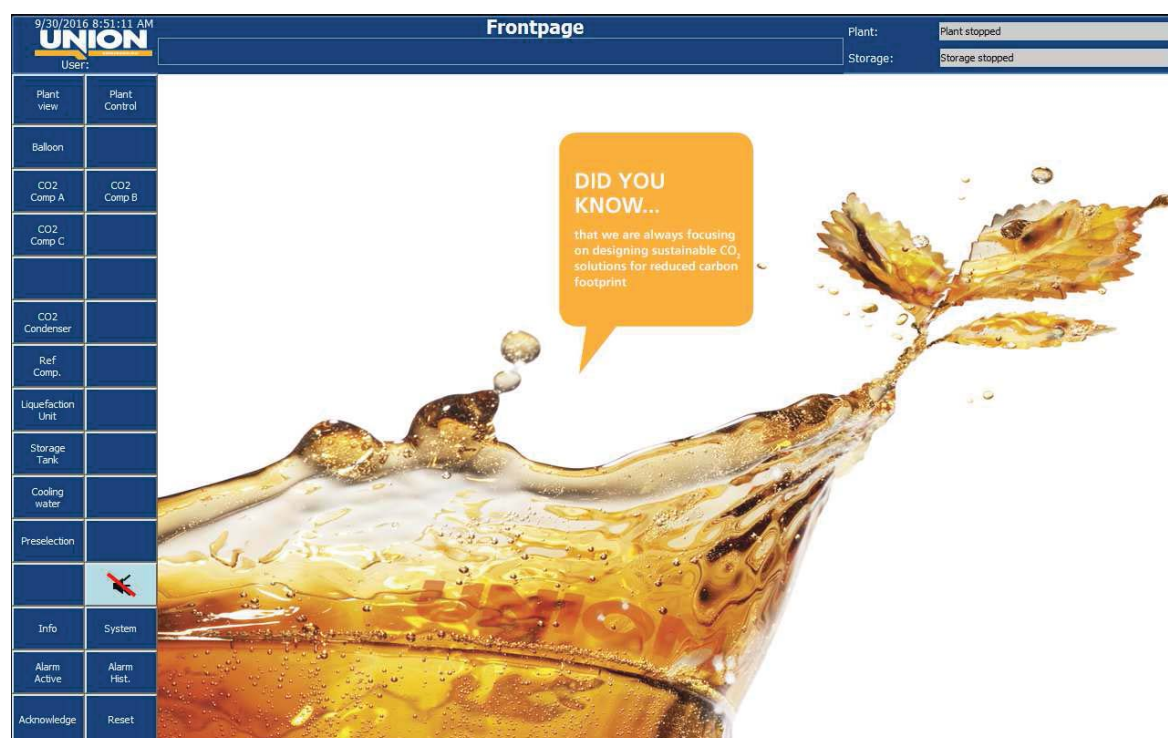 9/30/2016 8:51:11 AM
UNION
User:
Frontpage
Plant:
Plant stopped
Storage:
Storage stopped
Plant
view
Plant
Control
Balloon
CO2
Comp A
CO2
Comp B
CO2
Comp C
CO2
Condenser
Ref
Comp.
Liquefaction
Unit
Storage
Tank
Cooling
water
Preselection
Info
System
Alarm
Active
Alarm
Hist.
Acknowledge
Reset
DID YOU
KNOW...
that we are always focusing
on designing sustainable CO₂
solutions for reduced carbon
footprint
UNION